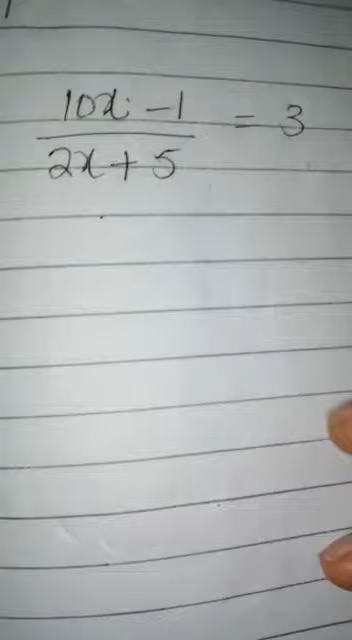 10x - 1
2x + 5
= 3